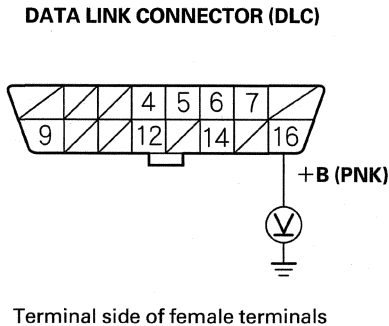 DATA LINK CONNECTOR (DLC)
4 5 6 7
9 12 14 16
+B (PNK)
V
Terminal side of female terminals